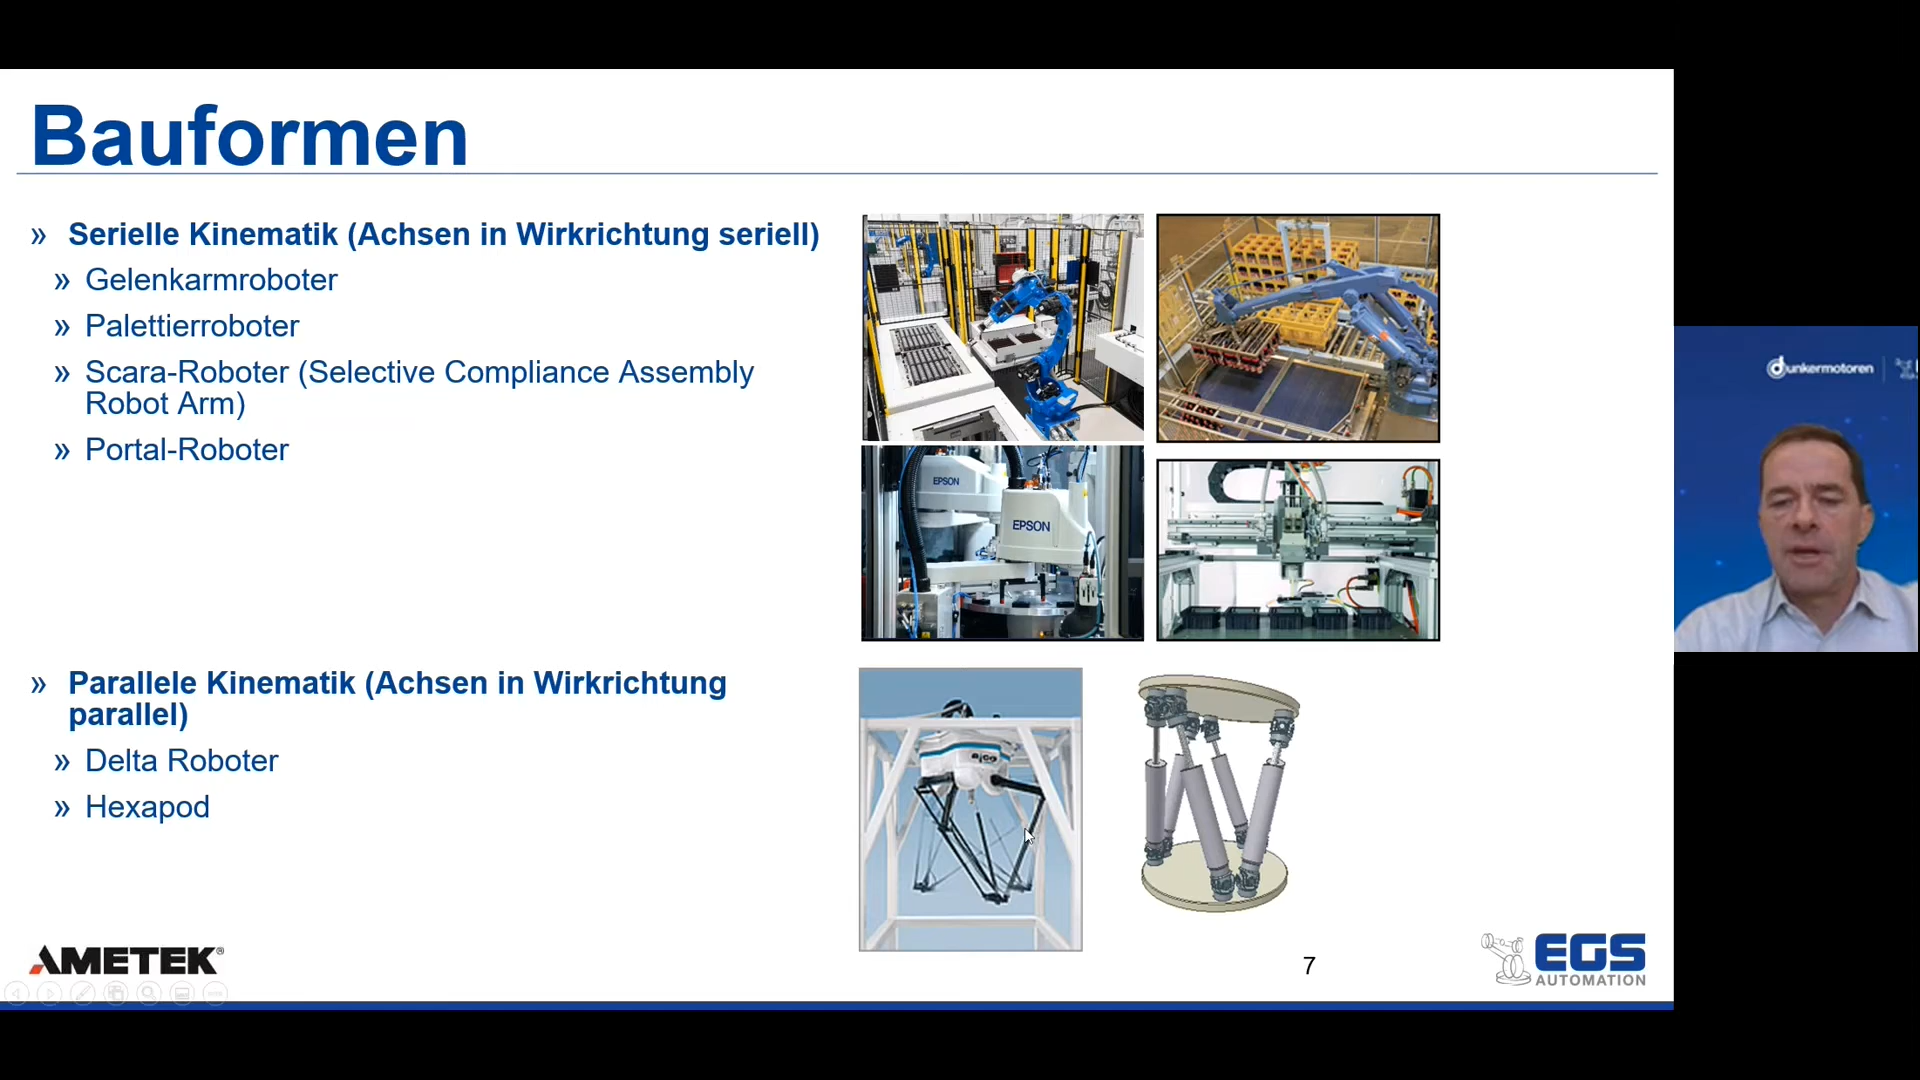 Bauformen
» Serielle Kinematik (Achsen in Wirkrichtung seriell)
» Gelenkarmroboter
» Palettierroboter
» Scara-Roboter (Selective Compliance Assembly
Robot Arm)
» Portal-Roboter
EPSON
EPSON
» Parallele Kinematik (Achsen in Wirkrichtung
parallel)
» Delta Roboter
» Hexapod
AMETEK®
7
EGS
AUTOMATION
dunkermotoren